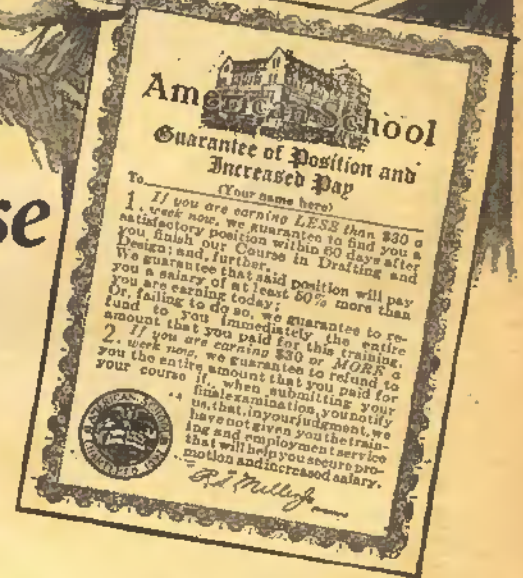 se
American School
Guarantee of Position and
Increased Pay
To
(Your name here)
1. If you are earning LESS than $30 a
week now, we guarantee to find you a
satisfactory position within 60 days after
you finish our Course in Drafting and
Design; and, further,
We guarantee that said position will pay
you a salary of at least 50% more than
you are earning today;
Or, failing to do so, we guarantee to re-
fund to you immediately the entire
amount that you paid for this training.
2. If you are earning $30 or MORE a
week now, we guarantee to refund to
you the entire amount that you paid for
your course if, when submitting your
final examination, you notify
us, that, in your judgment, we
have not given you the train-
ing and employment service
that will help you secure pro-
motion and increased salary.